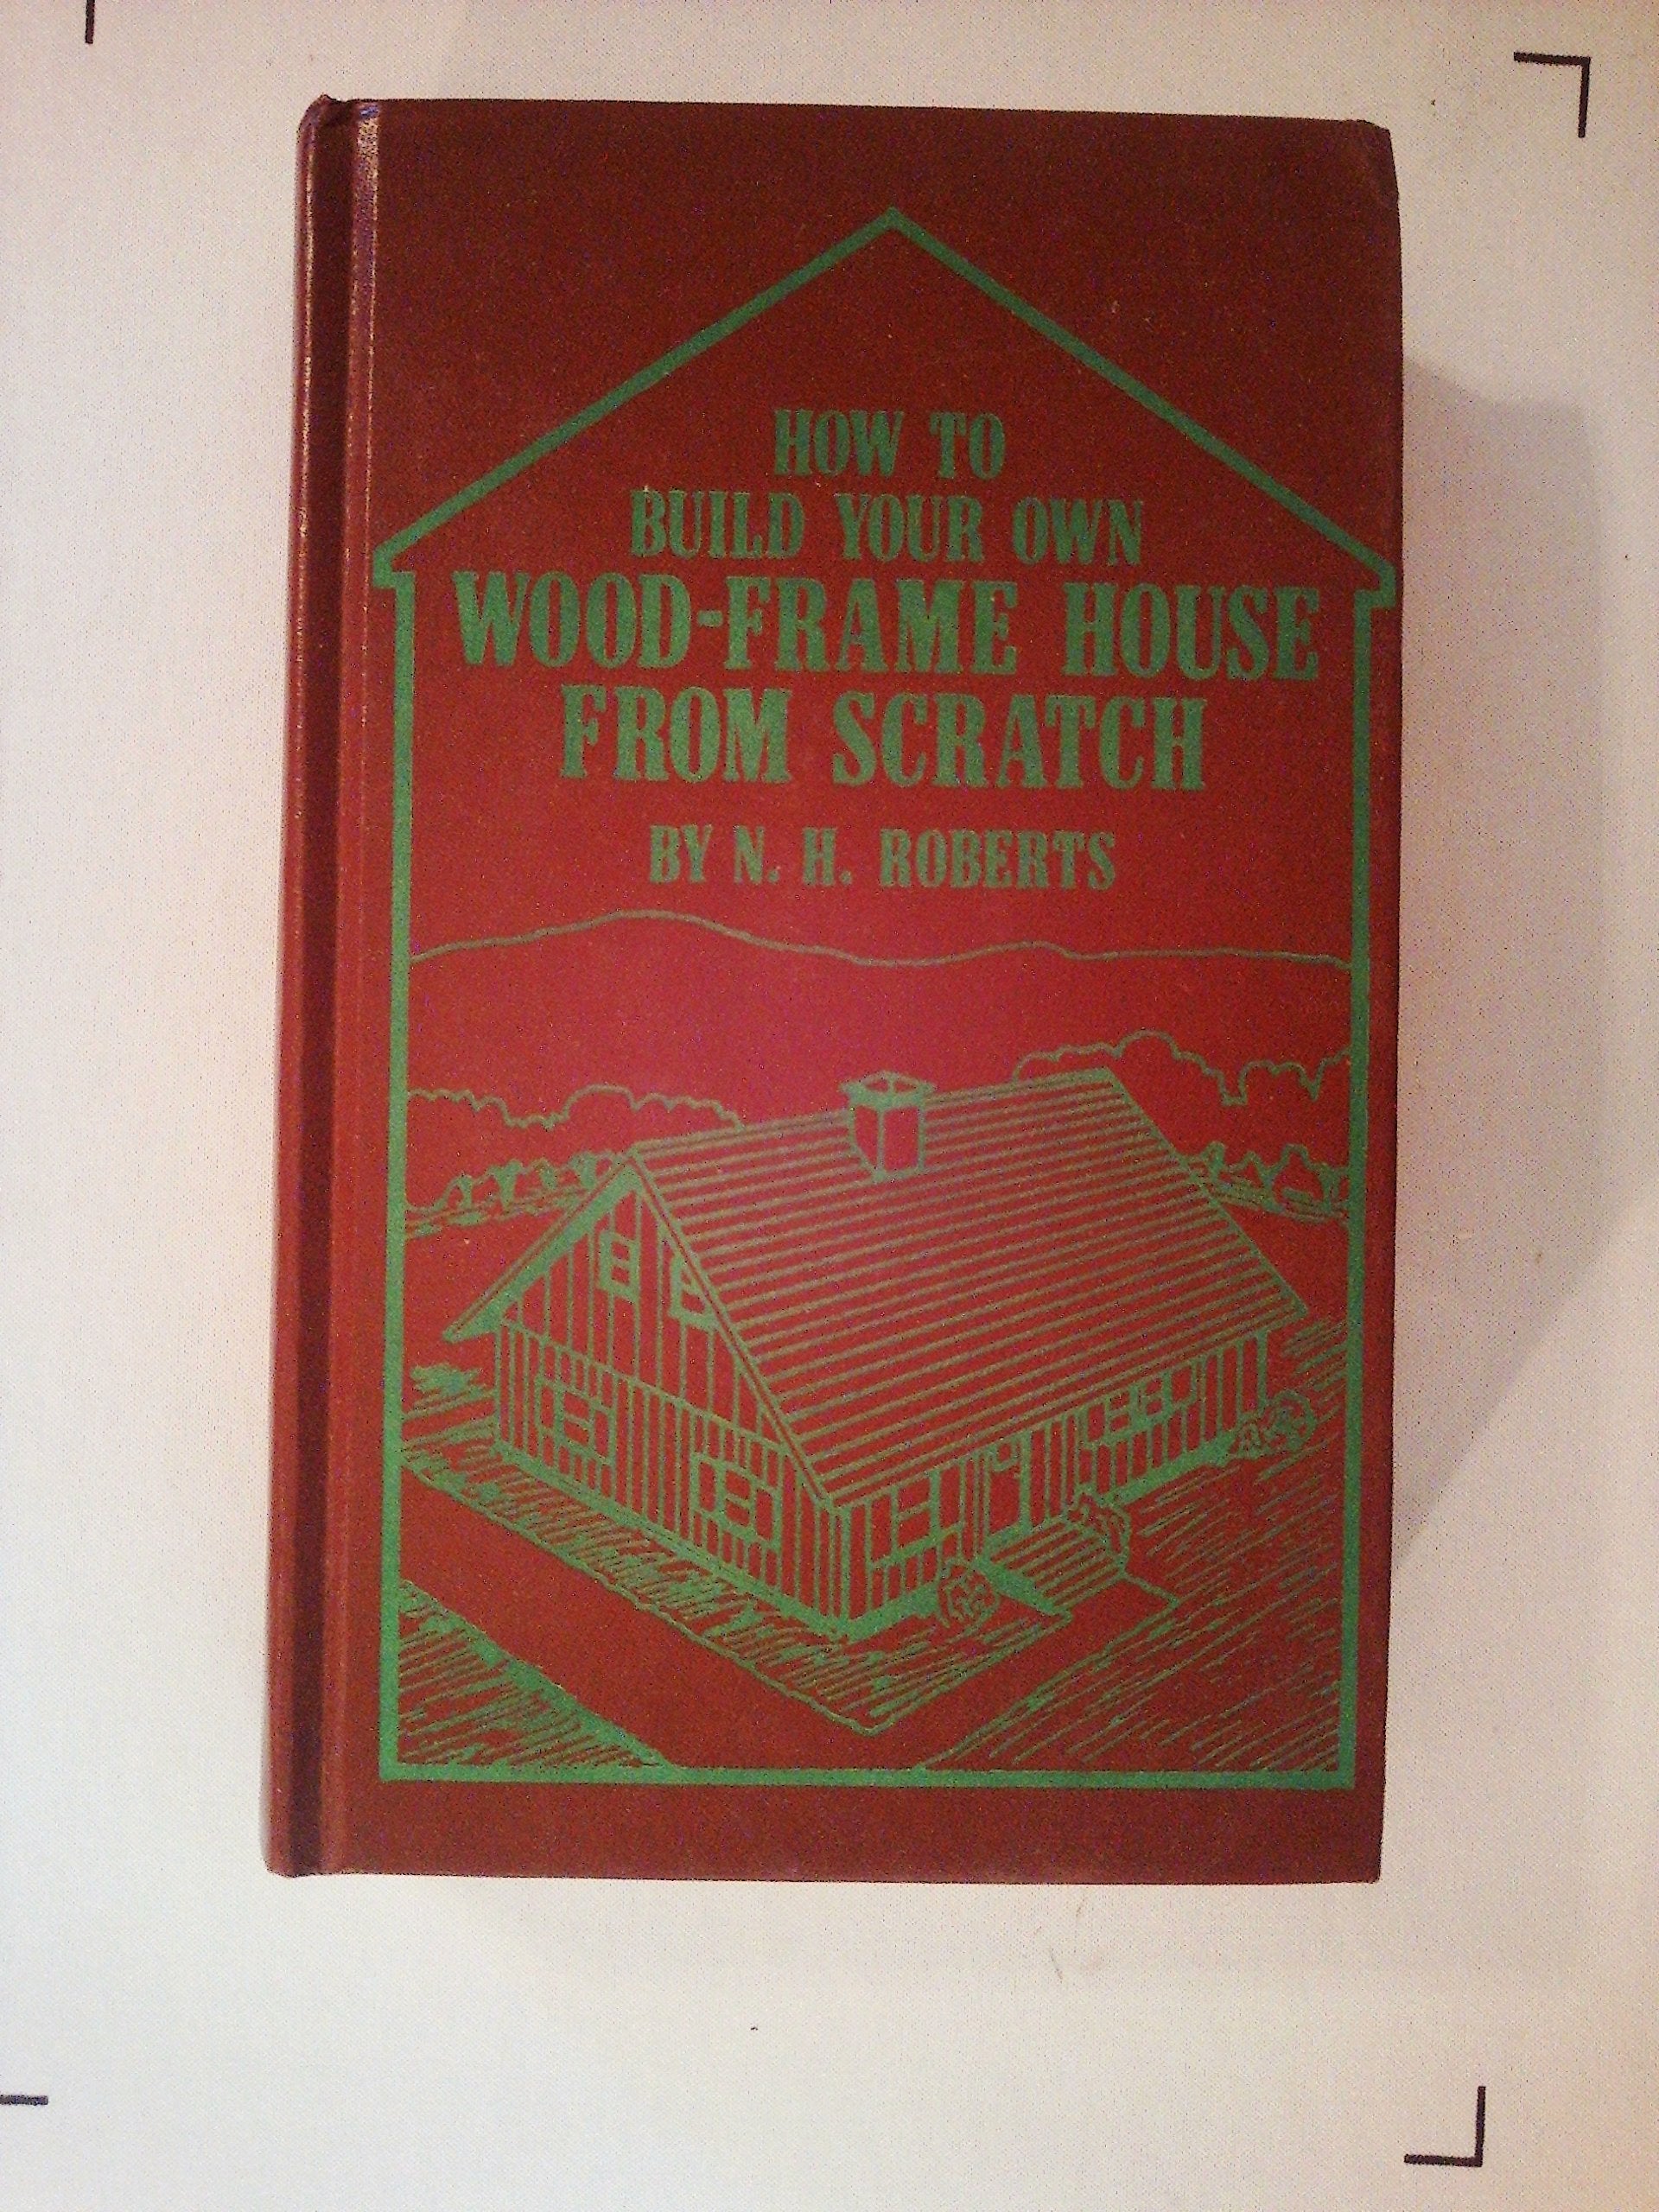 HOW TO
BUILD YOUR OWN
WOOD-FRAME HOUSE
FROM SCRATCH
BY N. H. ROBERTS